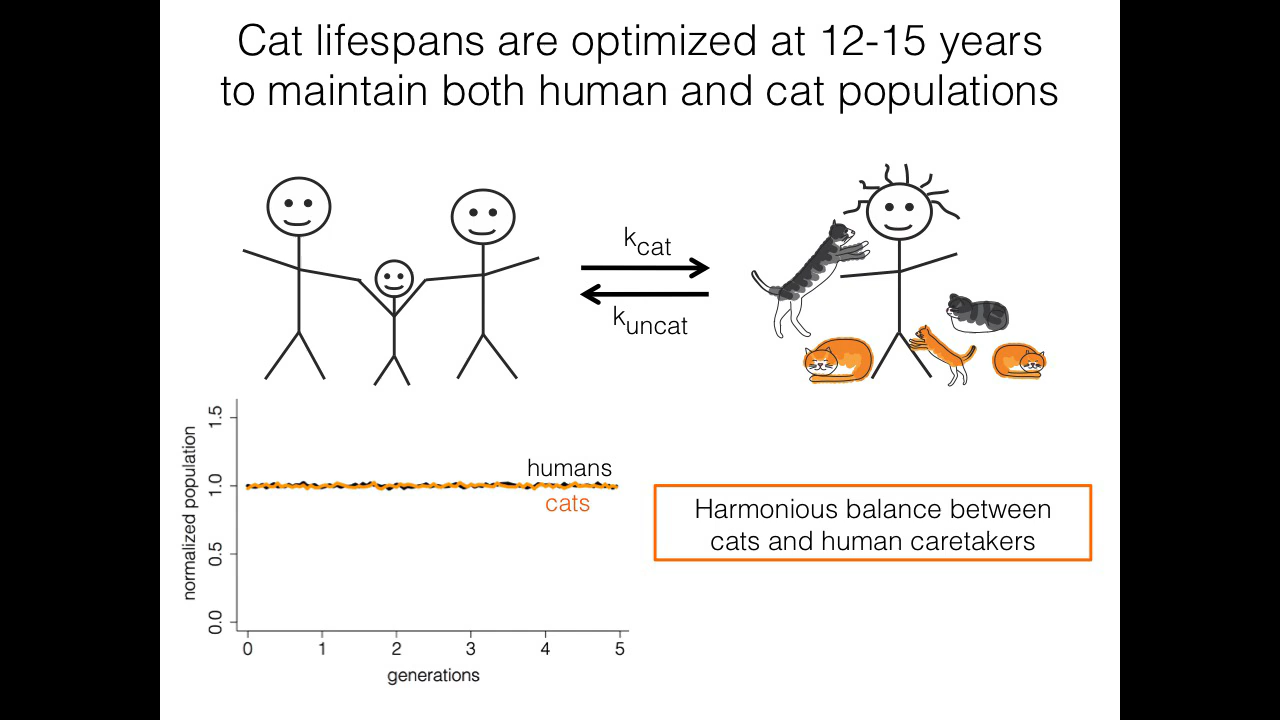 Cat lifespans are optimized at 12-15 years
to maintain both human and cat populations
kcat
kuncat
normalized population
1.5
1.0
0.5
0.0
humans
cats
0 1 2 3 4 5
generations
Harmonious balance between
cats and human caretakers